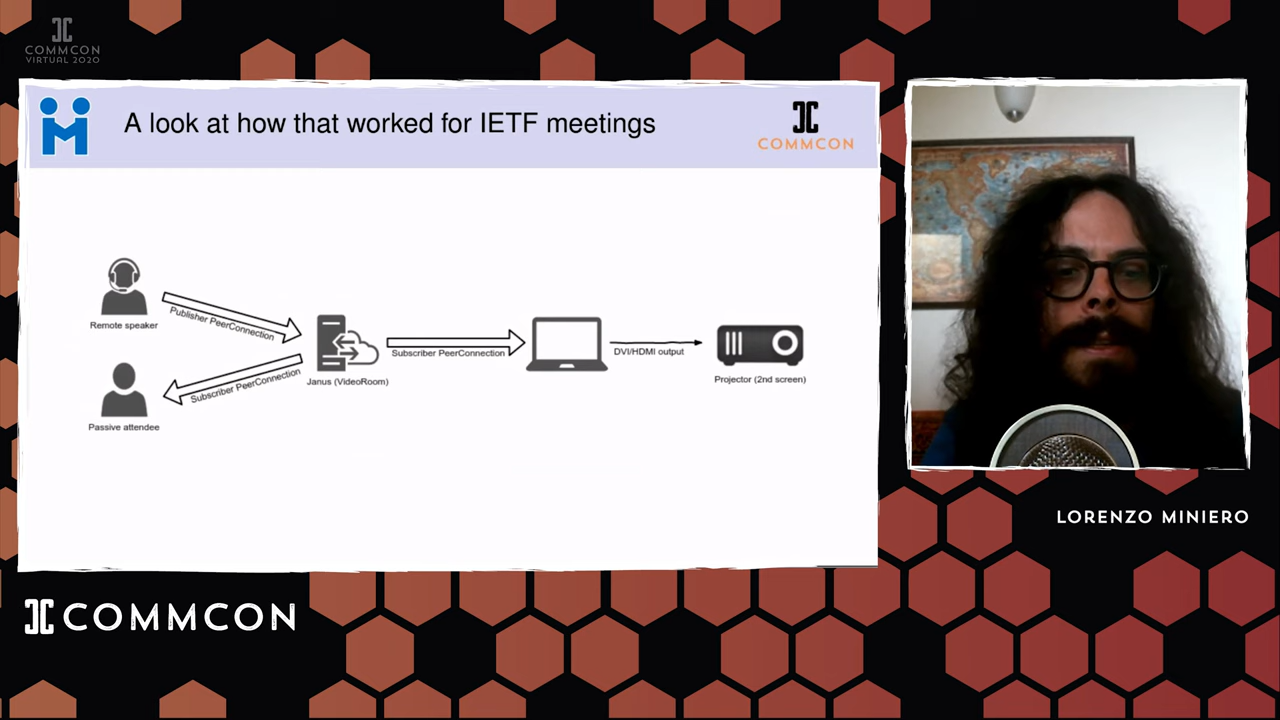 COMMCON
VIRTUAL 2020
A look at how that worked for IETF meetings
COMMCON
Remote speaker
Publisher PeerConnection
Subscriber PeerConnection
Passive attendee
Janus (VideoRoom)
Subscriber PeerConnection
DVI/HDMI output
Projector (2nd screen)
LORENZO MINIERO
COMMCON